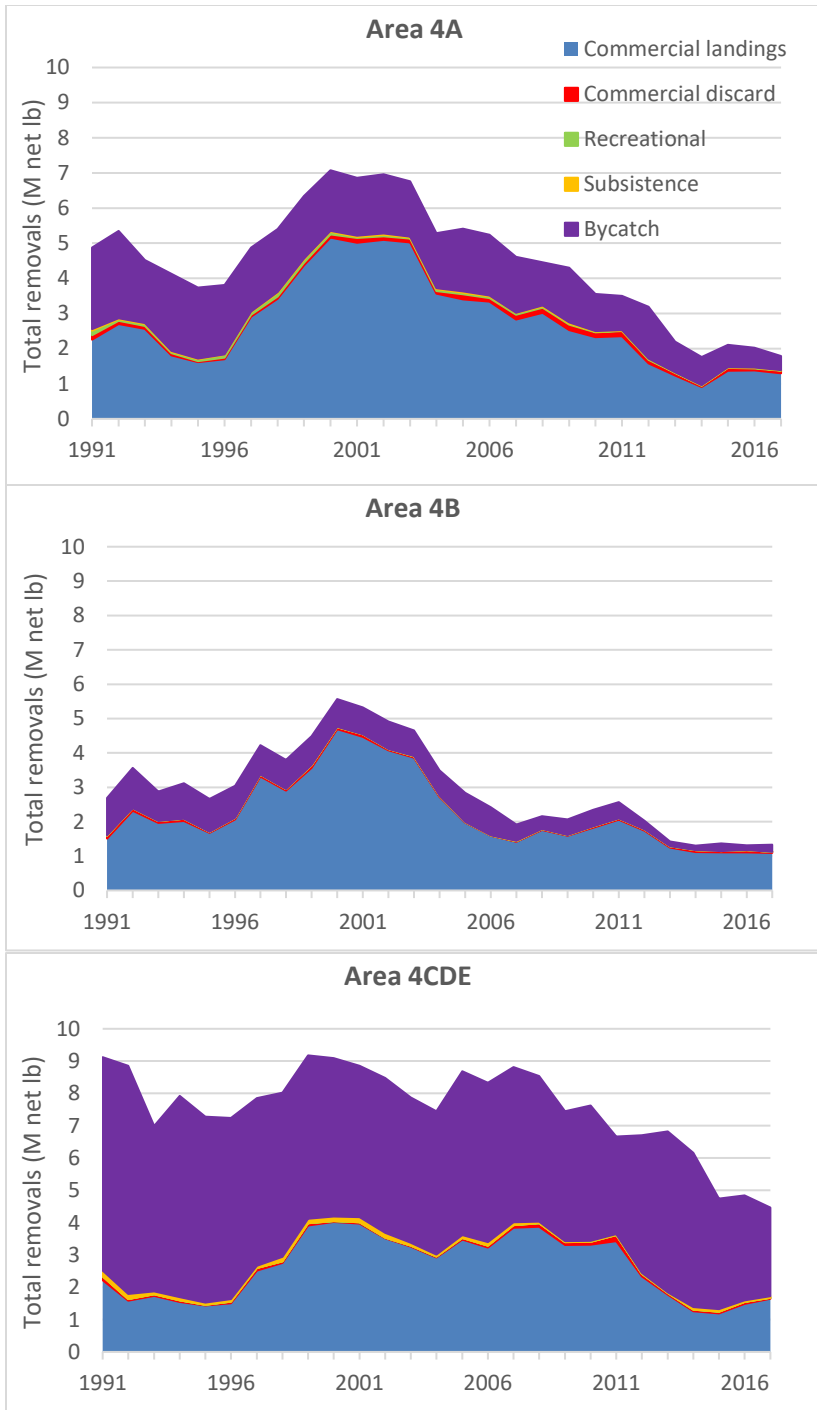 Area 4A
Commercial landings
Commercial discard
Recreational
Subsistence
Bycatch
Total removals (M net lb)
10
9
8
7
6
5
4
3
2
1
0
1991 1996 2001 2006 2011 2016
Area 4B
Total removals (M net lb)
10
9
8
7
6
5
4
3
2
1
0
1991 1996 2001 2006 2011 2016
Area 4CDE
Total removals (M net lb)
10
9
8
7
6
5
4
3
2
1
0
1991 1996 2001 2006 2011 2016